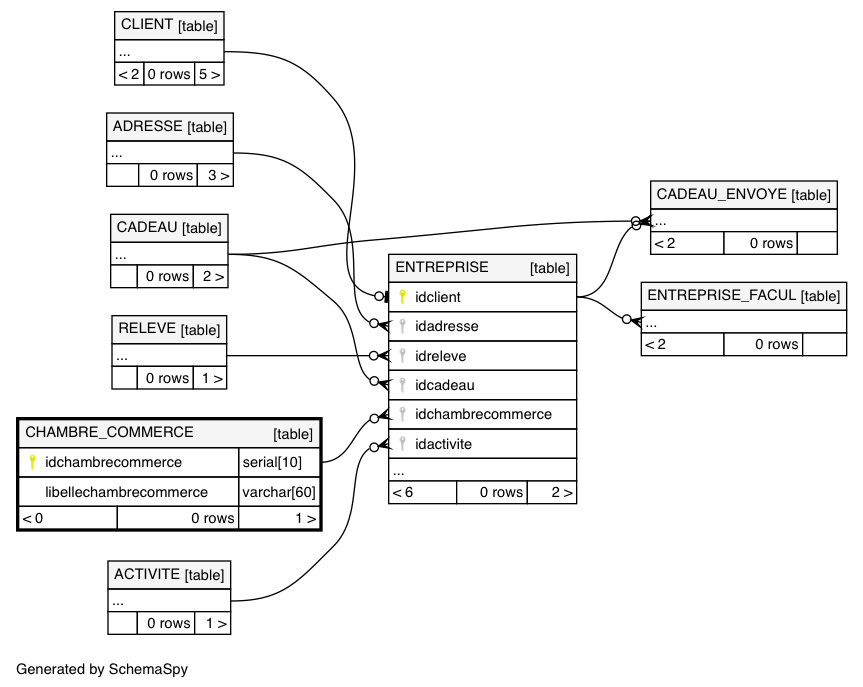 CLIENT [table]
...
< 2 0 rows 5 >
ADRESSE [table]
...
0 rows 3 >
CADEAU [table]
...
0 rows 2 >
RELEVE [table]
...
0 rows 1 >
CHAMBRE_COMMERCE [table]
idchambrecommerce serial[10]
libellechambrecommerce varchar[60]
< 0 0 rows 1 >
ACTIVITE [table]
...
0 rows 1 >
ENTREPRISE [table]
idclient
idadresse
idreleve
idcadeau
idchambrecommerce
idactivite
...
< 6 0 rows 2 >
CADEAU_ENVOYE [table]
...
< 2 0 rows
ENTREPRISE_FACUL [table]
...
< 2 0 rows
Generated by SchemaSpy